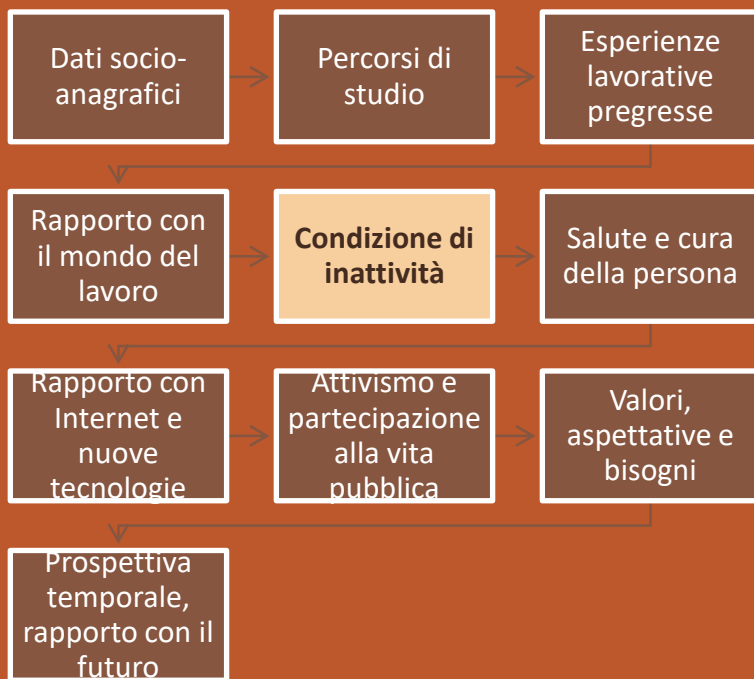 Dati socio-
anagrafici
Percorsi di
studio
Esperienze
lavorative
pregresse
Rapporto con
il mondo del
lavoro
Condizione di
inattività
Salute e cura
della persona
Rapporto con
Internet e
nuove
tecnologie
Attivismo e
partecipazione
alla vita
pubblica
Valori,
aspettative e
bisogni
Prospettiva
temporale,
rapporto con il
futuro